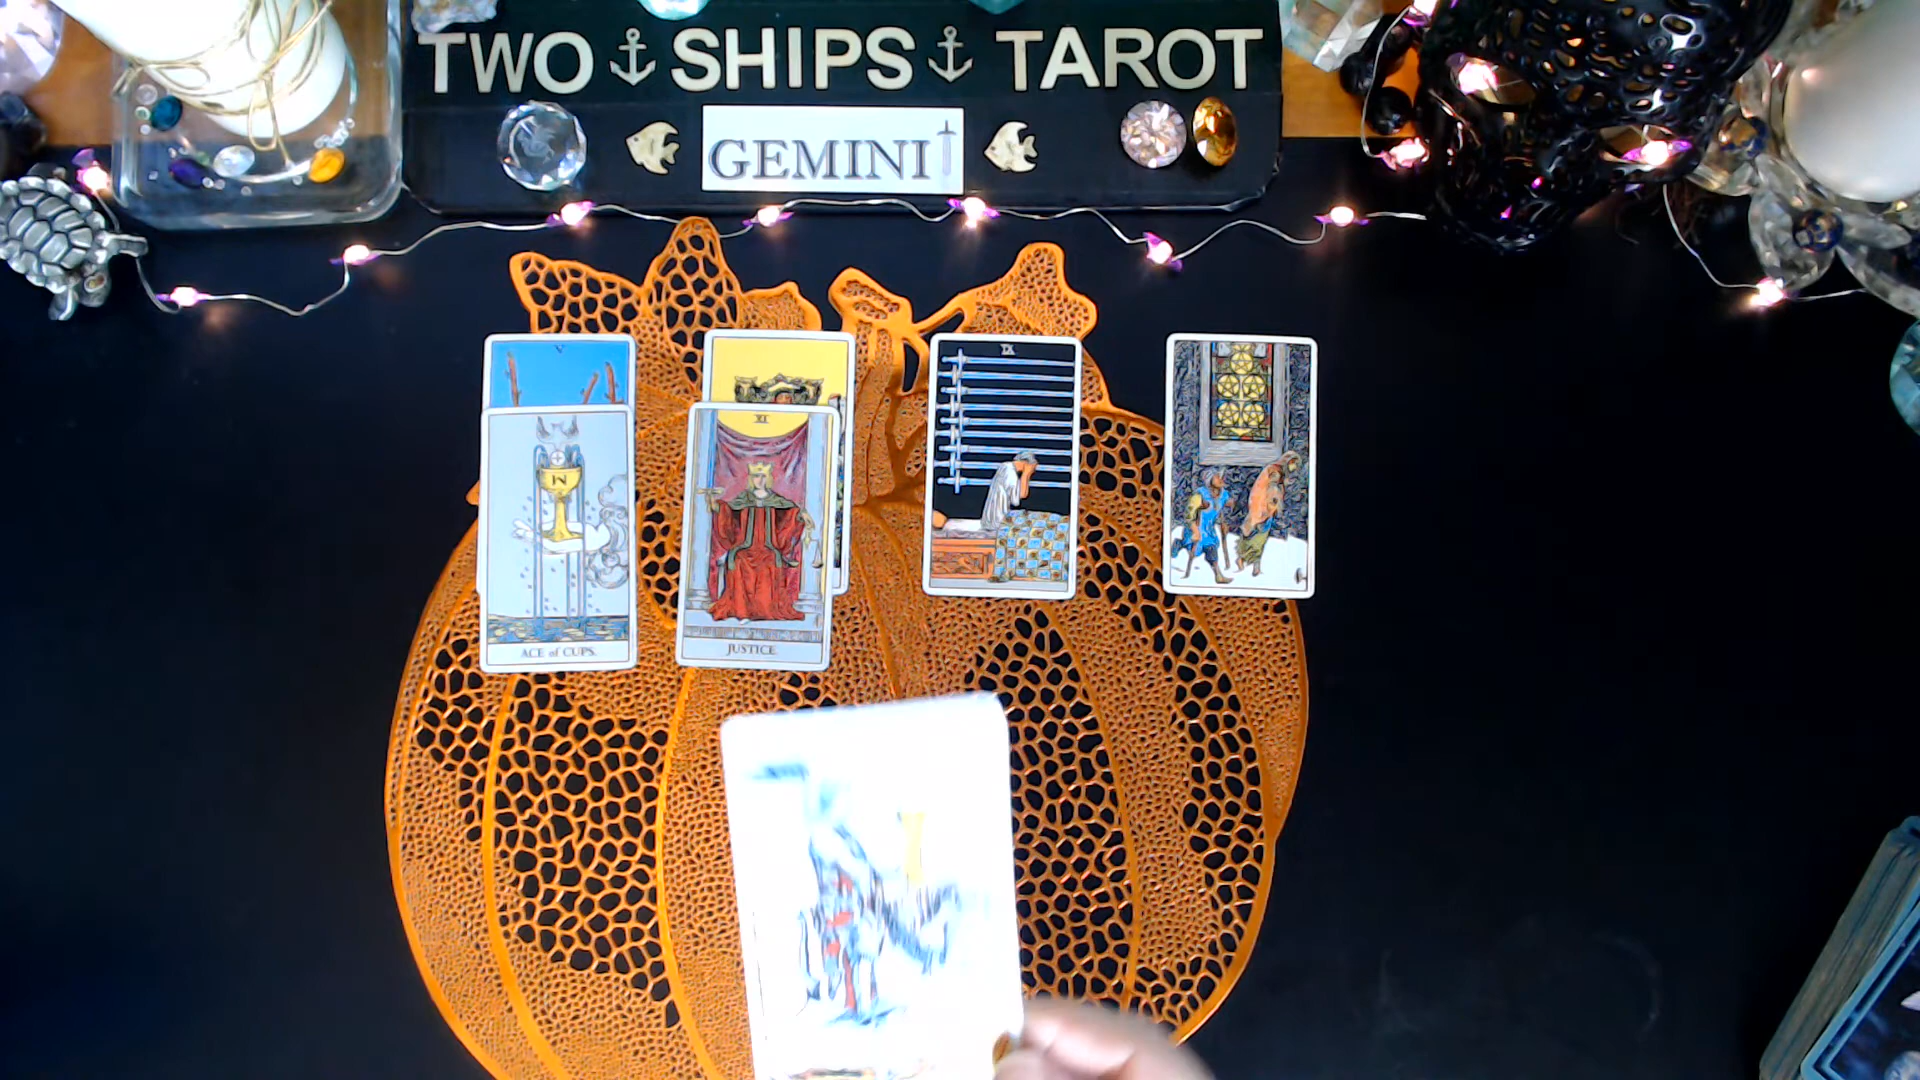 TWO SHIPS TAROT
GEMINI
V
IX
XI
ACE of CUPS.
JUSTICE.